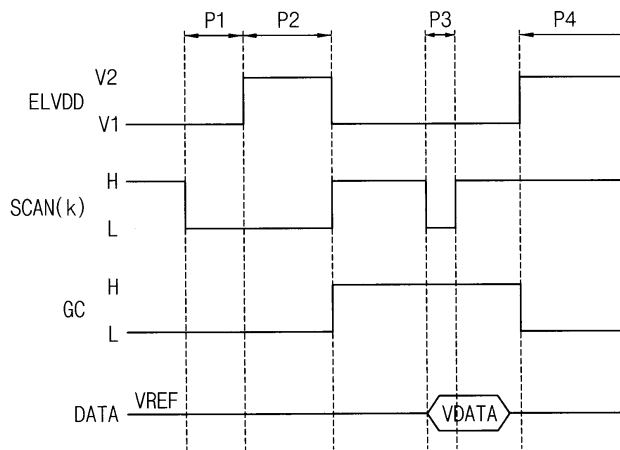 P1 P2 P3 P4
V2
ELVDD
V1
H
SCAN(k)
L
H
GC
L
VREF
DATA VDATA